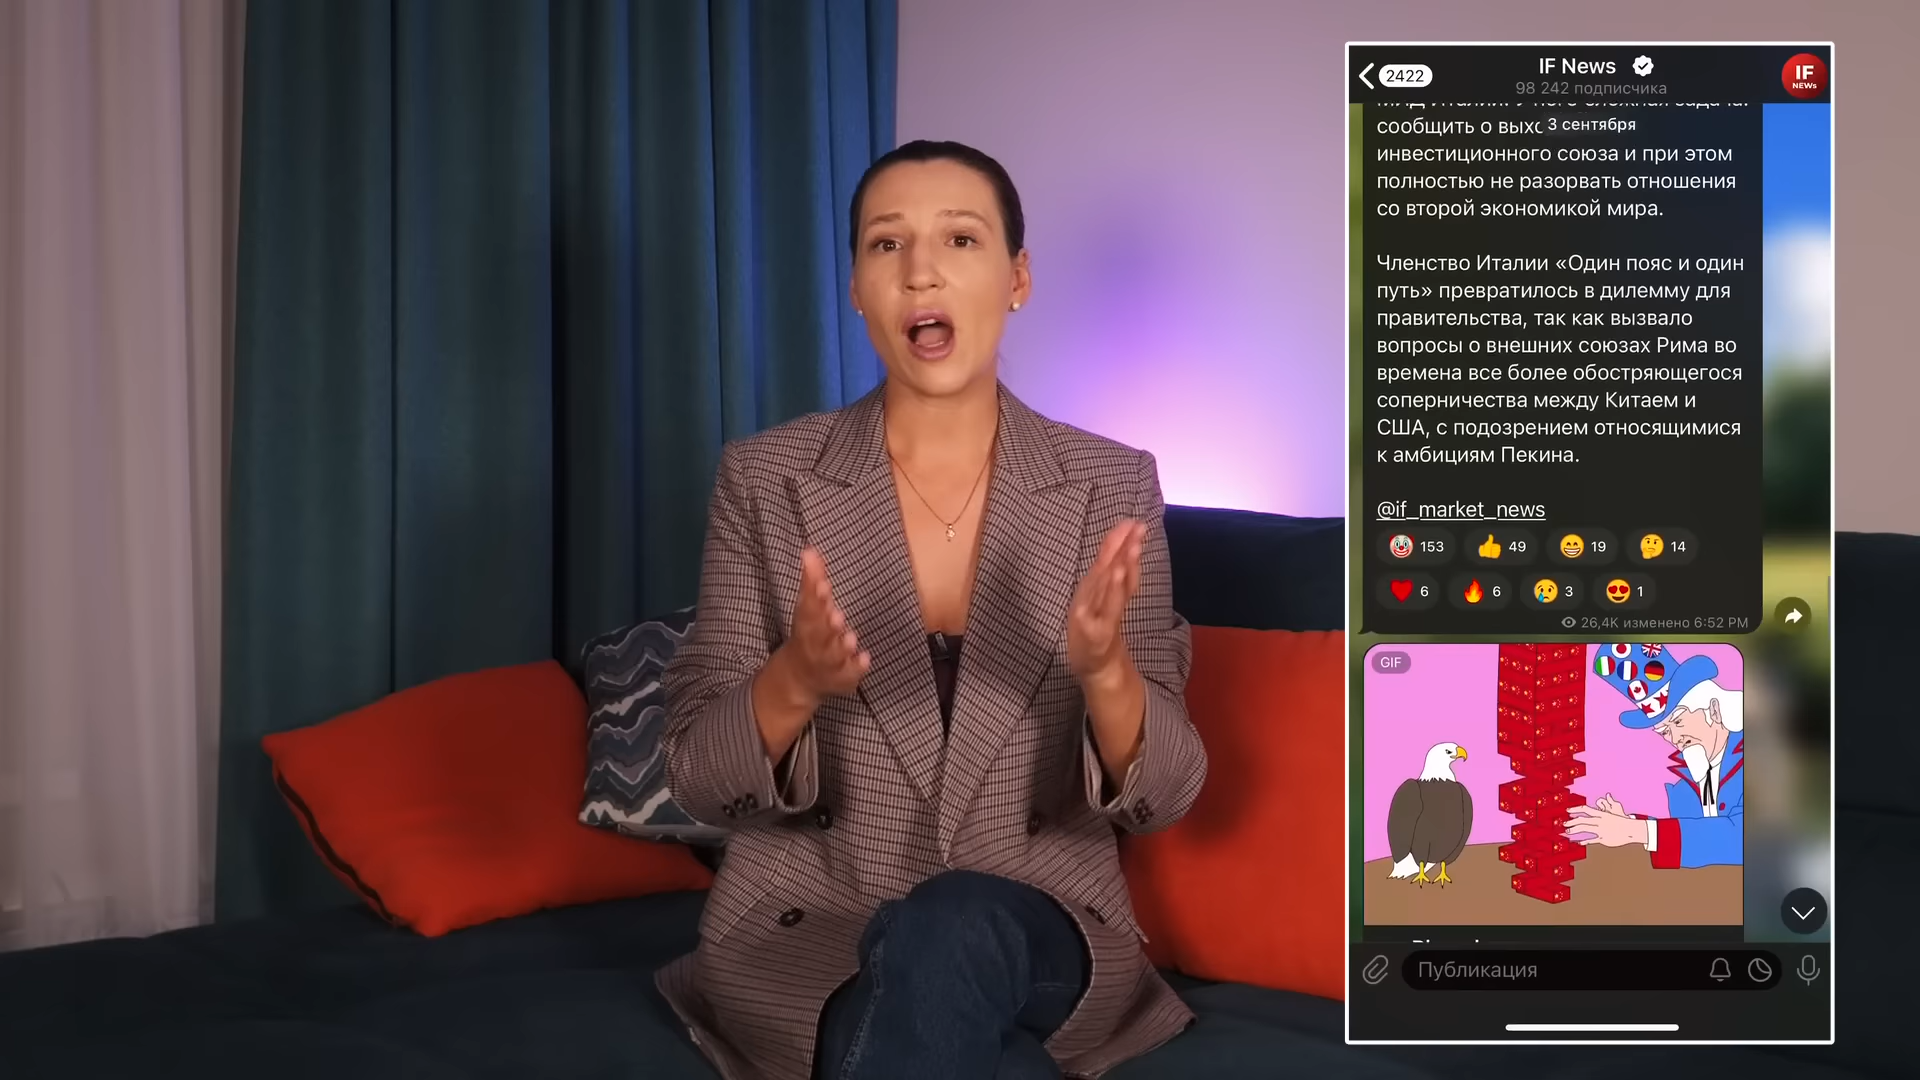 2422
IF News
98 242 подписчика
IF
NEWs
3 сентября
сообщить о
инвестиционного союза и при этом
полностью не разорвать отношения
со второй экономикой мира.
Членство Италии «Один пояс и один
путь» превратилось в дилемму для
правительства, так как вызвало
вопросы о внешних союзах Рима во
времена все более обостряющегося
соперничества между Китаем и
США, с подозрением относящимися
к амбициям Пекина.
@if_market_news
153 49 19 14
6 6 3 1
26,4K изменено 6:52 PM
GIF
Публикация